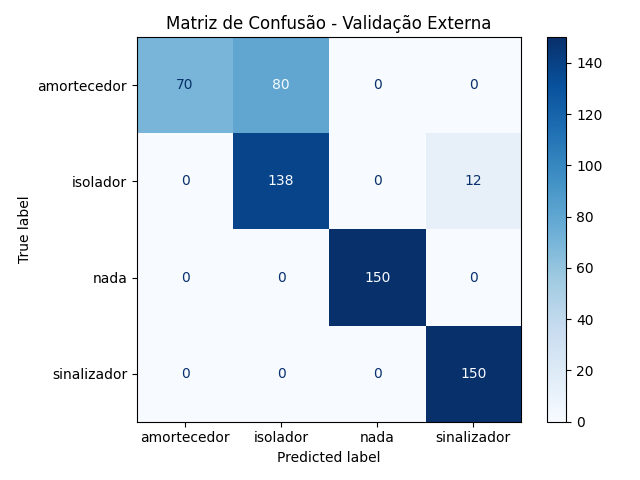 Matriz de Confusão - Validação Externa
True label
amortecedor 70 80 0 0
isolador 0 138 0 12
nada 0 0 150 0
sinalizador 0 0 0 150
amortecedor isolador nada sinalizador
Predicted label
140
120
100
80
60
40
20
0